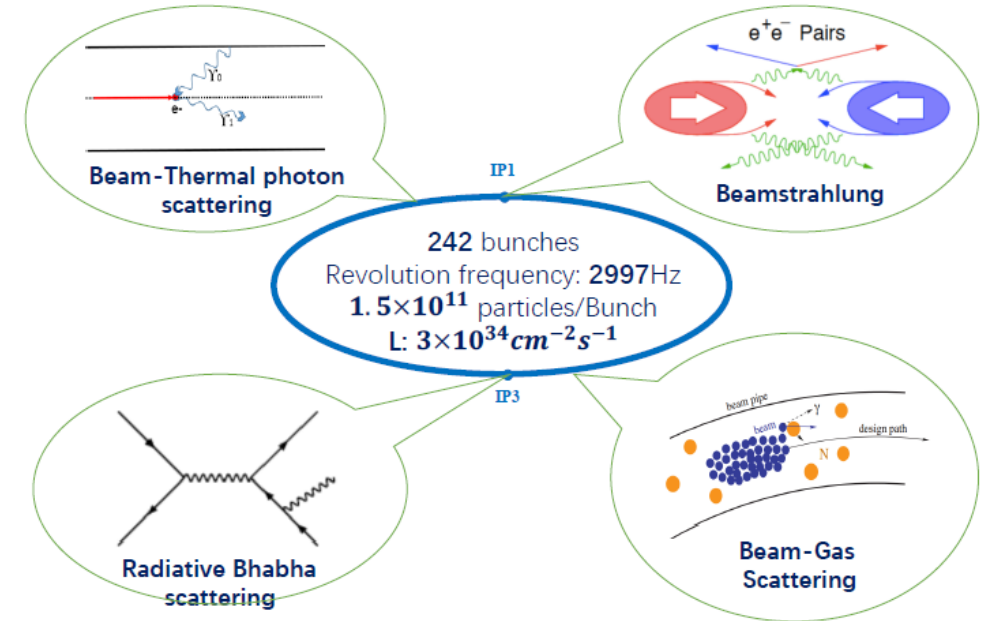 e⁺e⁻ Pairs
γ₀
e-
γ₁
Beam-Thermal photon
scattering
Beamstrahlung
IP1
242 bunches
Revolution frequency: 2997Hz
1.5×10¹¹ particles/Bunch
L: 3×10³⁴cm⁻²s⁻¹
IP3
beam pipe
γ
beam
design path
N
Radiative Bhabha
scattering
Beam-Gas
Scattering